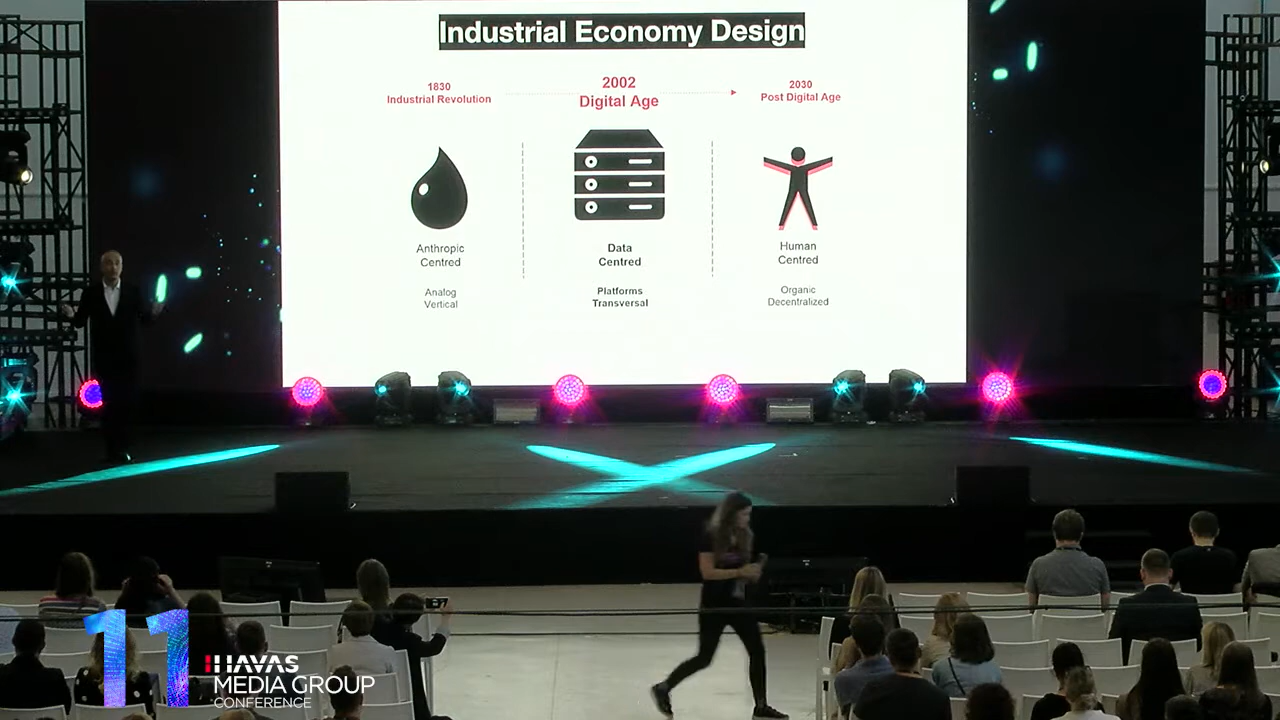 Industrial Economy Design
1830
Industrial Revolution
2002
Digital Age
2030
Post Digital Age
Anthropic
Centred
Data
Centred
Human
Centred
Analog
Vertical
Platforms
Transversal
Organic
Decentralized
11
HAVAS
MEDIA GROUP
CONFERENCE